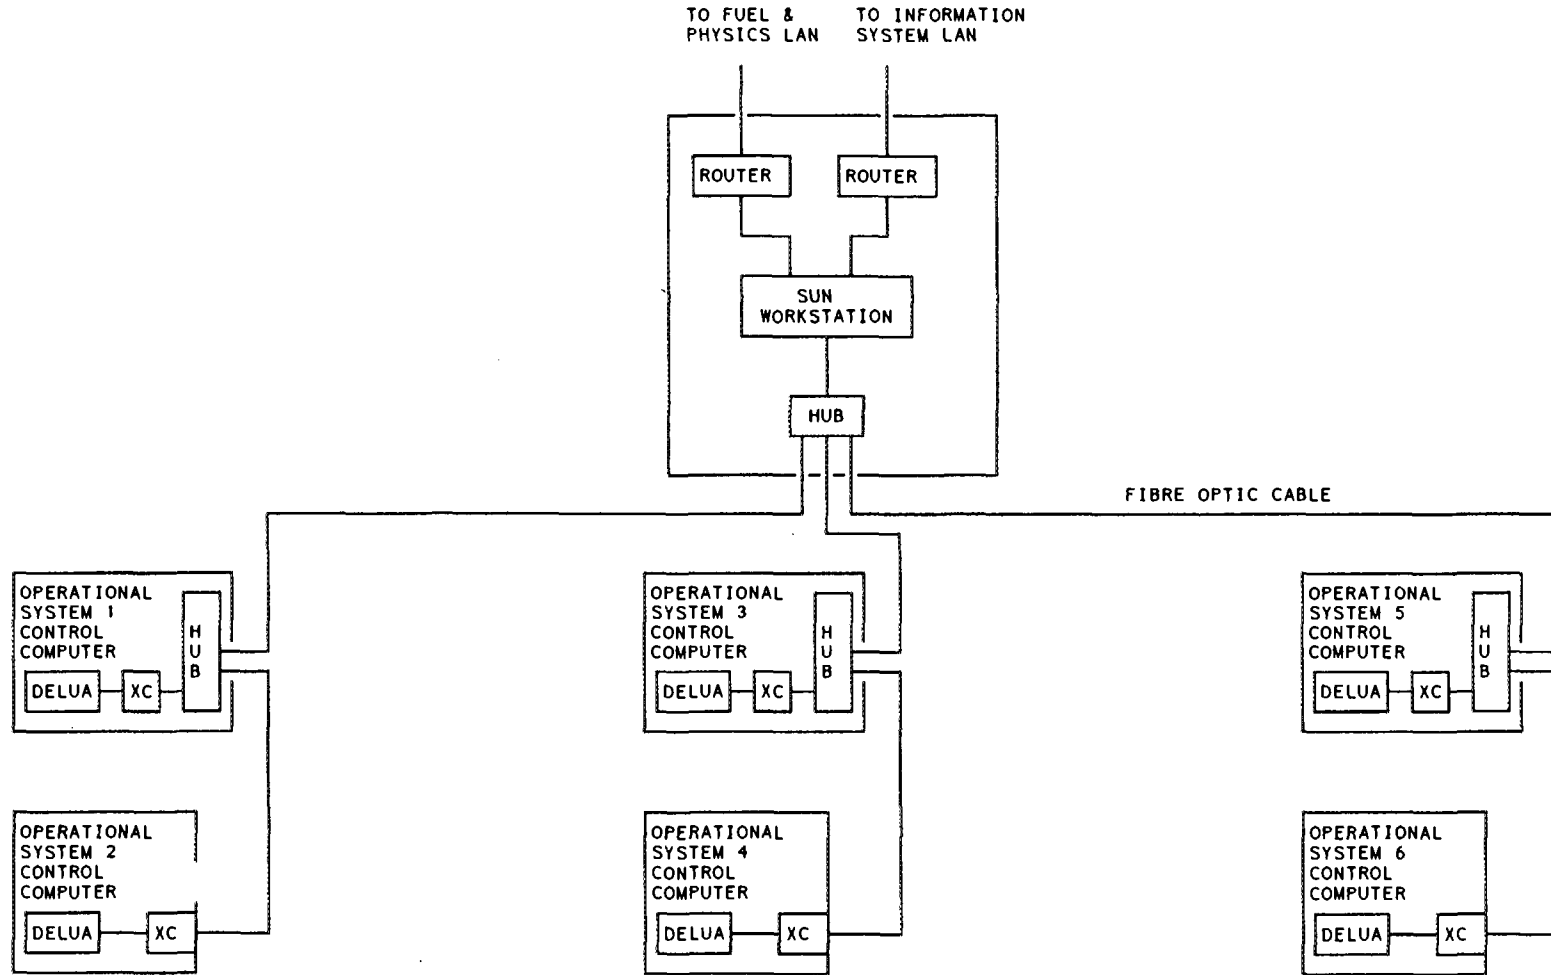 TO FUEL &
PHYSICS LAN
TO INFORMATION
SYSTEM LAN
ROUTER
ROUTER
SUN
WORKSTATION
HUB
FIBRE OPTIC CABLE
OPERATIONAL
SYSTEM 1
CONTROL
COMPUTER
HUB
DELUA
XC
OPERATIONAL
SYSTEM 3
CONTROL
COMPUTER
HUB
DELUA
XC
OPERATIONAL
SYSTEM 5
CONTROL
COMPUTER
HUB
DELUA
XC
OPERATIONAL
SYSTEM 2
CONTROL
COMPUTER
DELUA
XC
OPERATIONAL
SYSTEM 4
CONTROL
COMPUTER
DELUA
XC
OPERATIONAL
SYSTEM 6
CONTROL
COMPUTER
DELUA
XC